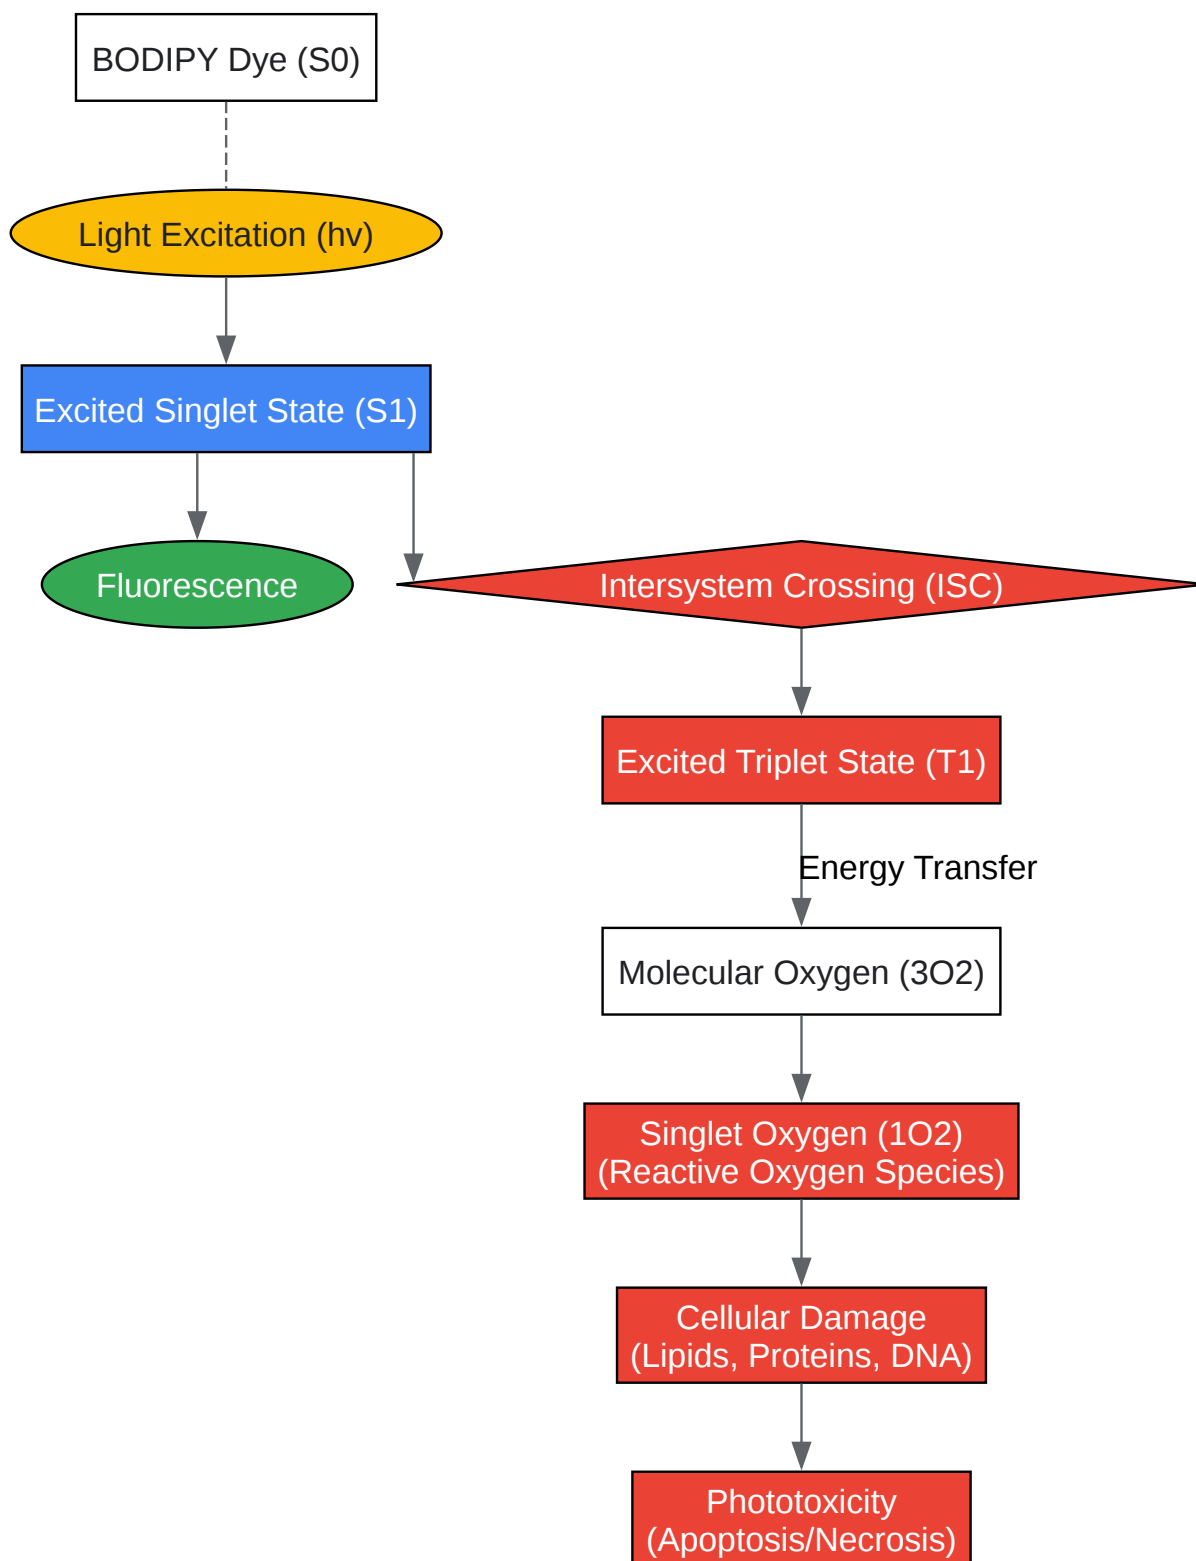 BODIPY Dye (S0)
Light Excitation (hv)
Excited Singlet State (S1)
Fluorescence
Intersystem Crossing (ISC)
Excited Triplet State (T1)
Energy Transfer
Molecular Oxygen (3O2)
Singlet Oxygen (1O2)
(Reactive Oxygen Species)
Cellular Damage
(Lipids, Proteins, DNA)
Phototoxicity
(Apoptosis/Necrosis)